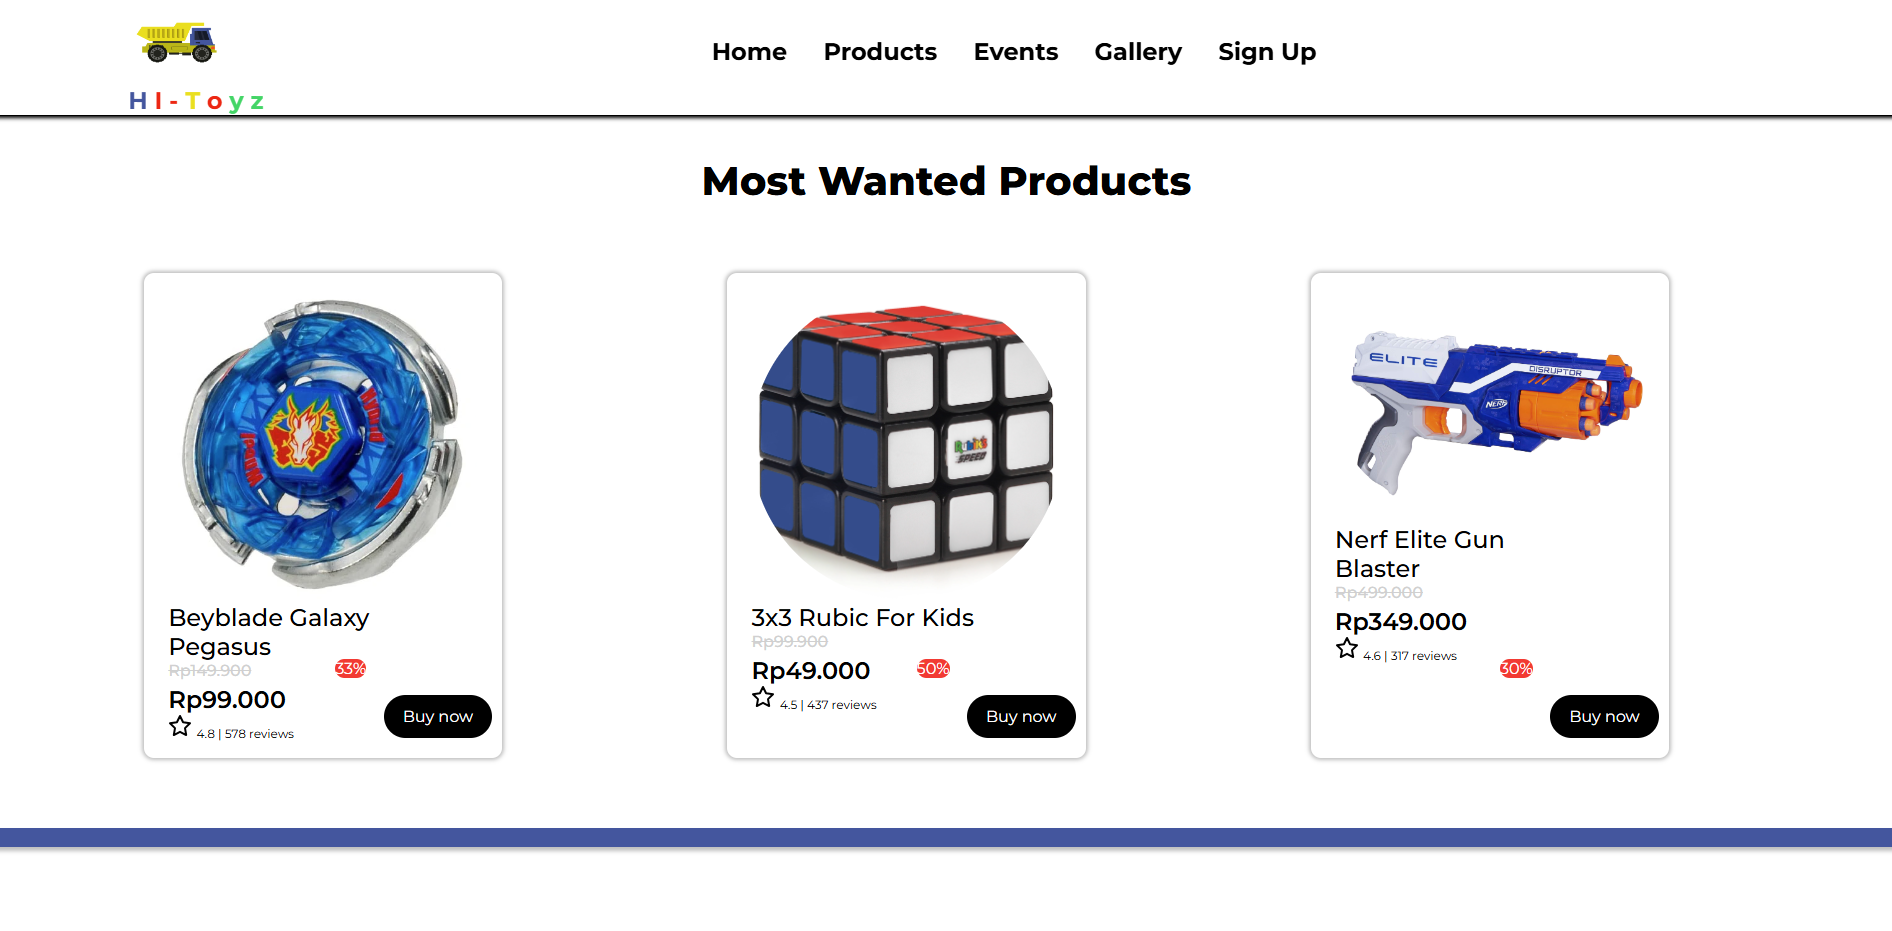 Home Products Events Gallery Sign Up
HI-Toyz
Most Wanted Products
Beyblade Galaxy
Pegasus
Rp149.900
33%
Rp99.000
4.8 | 578 reviews
Buy now
Rubik's
SPEED
3x3 Rubic For Kids
Rp99.900
Rp49.000
50%
4.5 | 437 reviews
Buy now
ELITE
DISRUPTOR
NERF
Nerf Elite Gun
Blaster
Rp499.000
Rp349.000
4.6 | 317 reviews
30%
Buy now